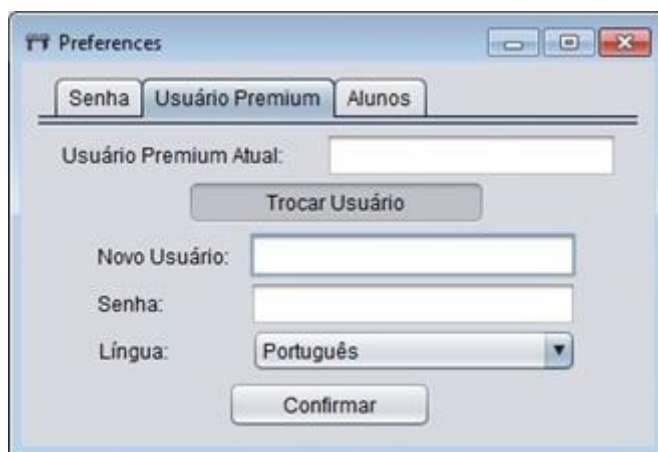 Preferences
Senha Usuário Premium Alunos
Usuário Premium Atual:
Trocar Usuário
Novo Usuário:
Senha:
Língua: Português
Confirmar